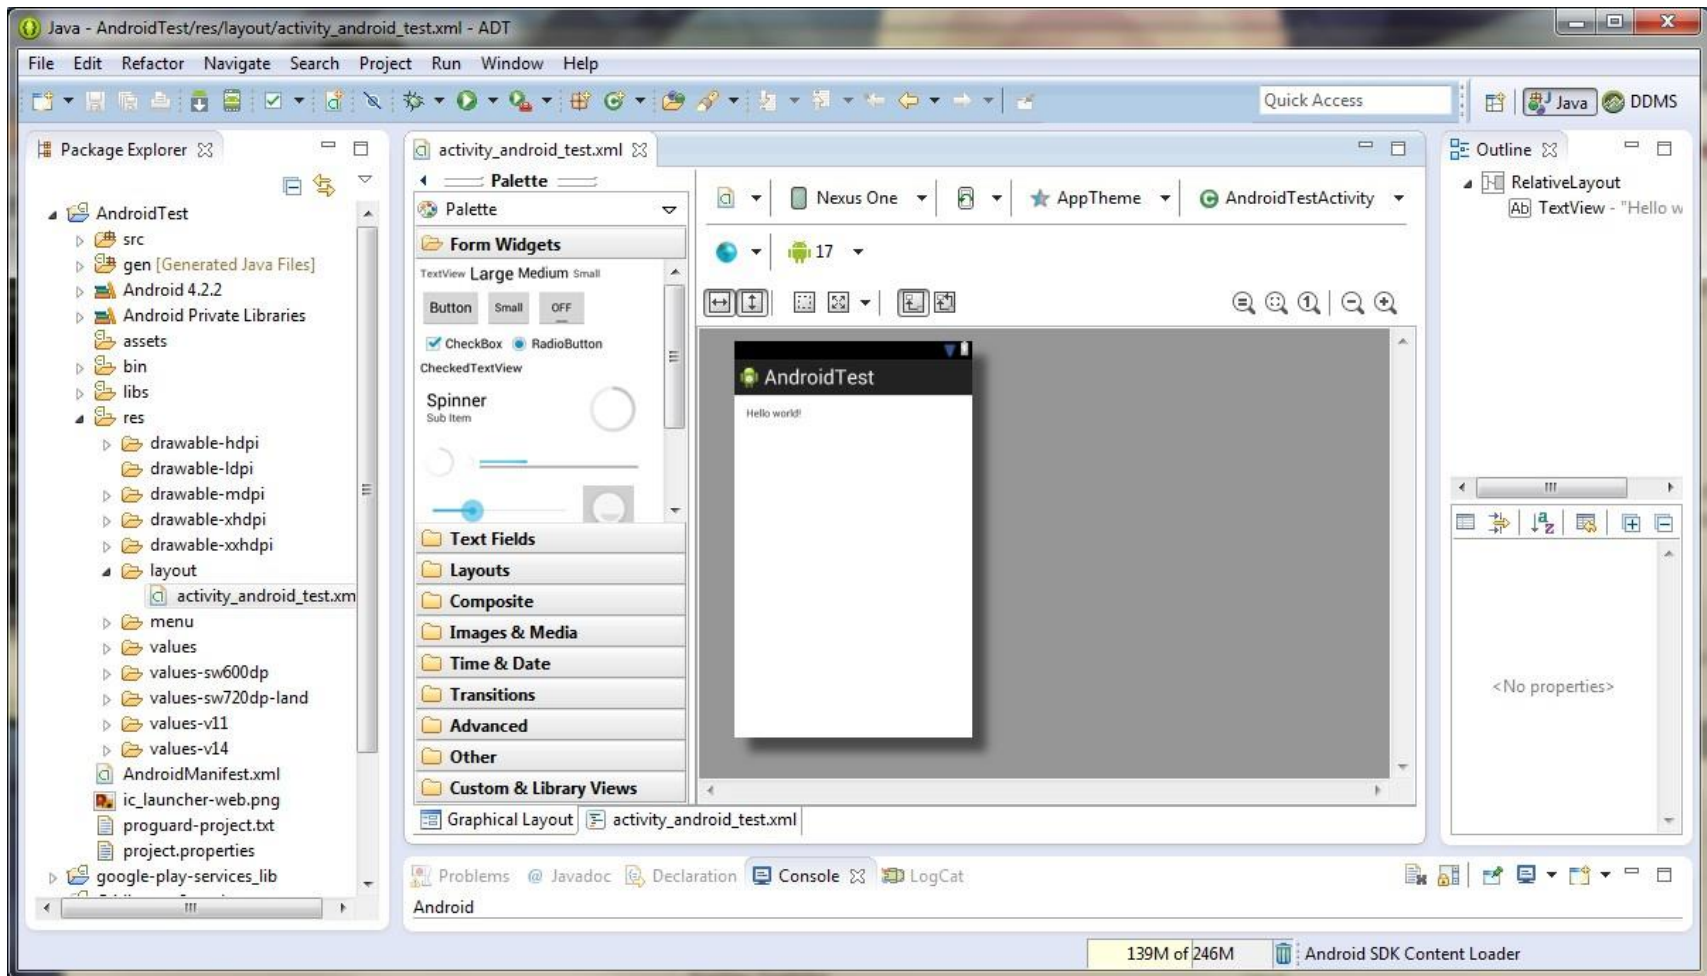 Java - AndroidTest/res/layout/activity_android_test.xml - ADT
File Edit Refactor Navigate Search Project Run Window Help
Quick Access
Java DDMS
Package Explorer
AndroidTest
src
gen [Generated Java Files]
Android 4.2.2
Android Private Libraries
assets
bin
libs
res
drawable-hdpi
drawable-ldpi
drawable-mdpi
drawable-xhdpi
drawable-xxhdpi
layout
activity_android_test.xm
menu
values
values-sw600dp
values-sw720dp-land
values-v11
values-v14
AndroidManifest.xml
ic_launcher-web.png
proguard-project.txt
project.properties
google-play-services_lib
activity_android_test.xml
Palette
Palette
Form Widgets
TextView Large Medium Small
Button Small OFF
CheckBox RadioButton
CheckedTextView
Spinner
Sub Item
Text Fields
Layouts
Composite
Images & Media
Time & Date
Transitions
Advanced
Other
Custom & Library Views
Nexus One AppTheme AndroidTestActivity
17
AndroidTest
Hello world!
Graphical Layout activity_android_test.xml
Outline
RelativeLayout
Ab TextView - "Hello w
<No properties>
Problems @ Javadoc Declaration Console LogCat
Android
139M of 246M Android SDK Content Loader